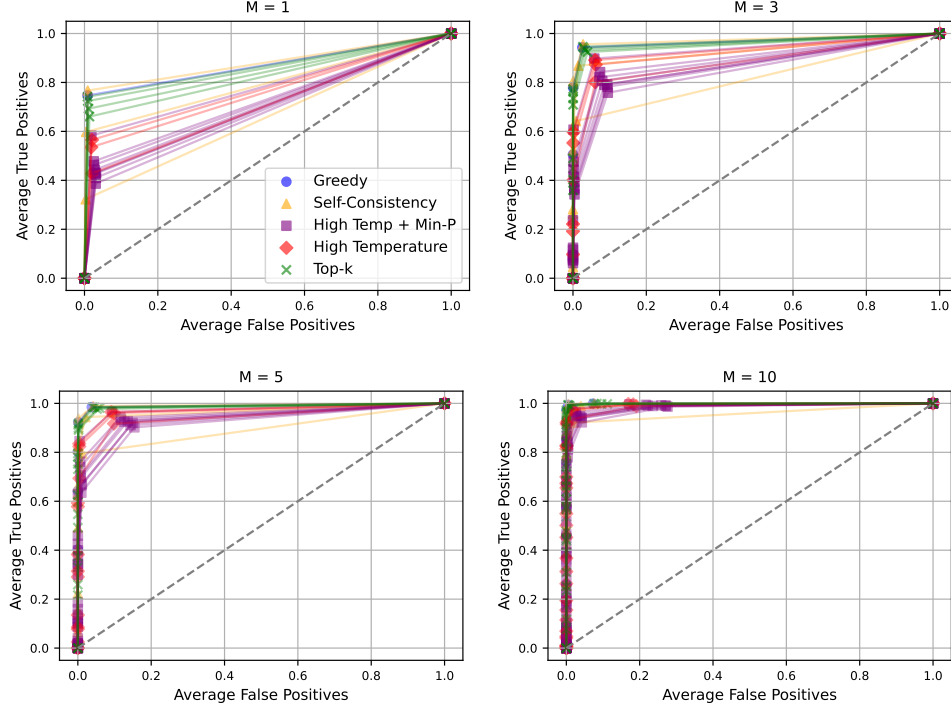 M = 1
1.0
0.8
0.6
0.4
0.2
0.0
Average True Positives
Greedy
Self-Consistency
High Temp + Min-P
High Temperature
Top-k
0.0 0.2 0.4 0.6 0.8 1.0
Average False Positives
M = 3
1.0
0.8
0.6
0.4
0.2
0.0
Average True Positives
0.0 0.2 0.4 0.6 0.8 1.0
Average False Positives
M = 5
1.0
0.8
0.6
0.4
0.2
0.0
Average True Positives
0.0 0.2 0.4 0.6 0.8 1.0
Average False Positives
M = 10
1.0
0.8
0.6
0.4
0.2
0.0
Average True Positives
0.0 0.2 0.4 0.6 0.8 1.0
Average False Positives